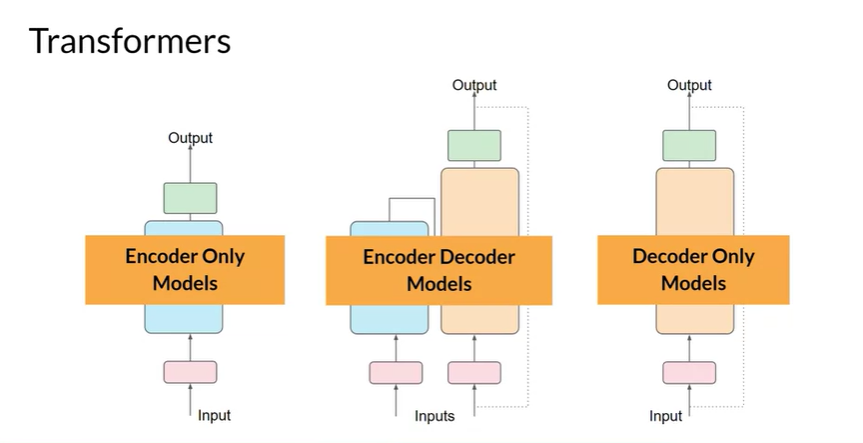 Transformers
Output
Encoder Only
Models
Input
Output
Encoder Decoder
Models
Inputs
Output
Decoder Only
Models
Input